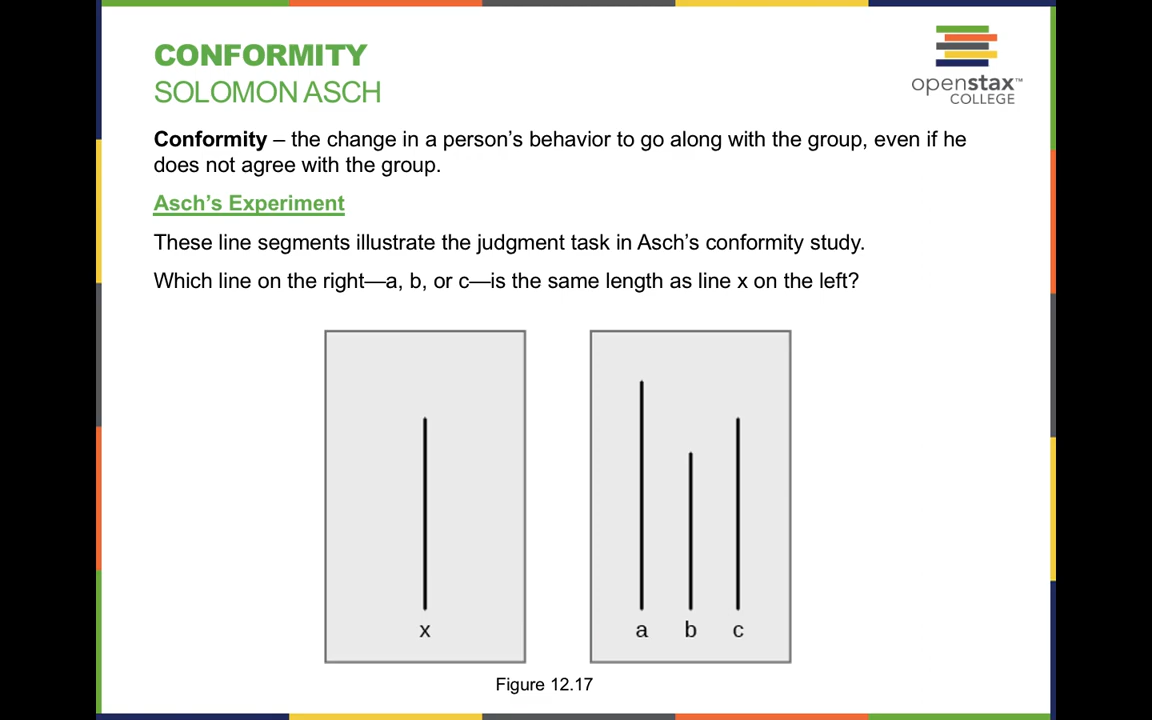 CONFORMITY
SOLOMON ASCH
openstax™
COLLEGE
Conformity – the change in a person's behavior to go along with the group, even if he
does not agree with the group.
Asch's Experiment
These line segments illustrate the judgment task in Asch's conformity study.
Which line on the right—a, b, or c—is the same length as line x on the left?
x
a b c
Figure 12.17